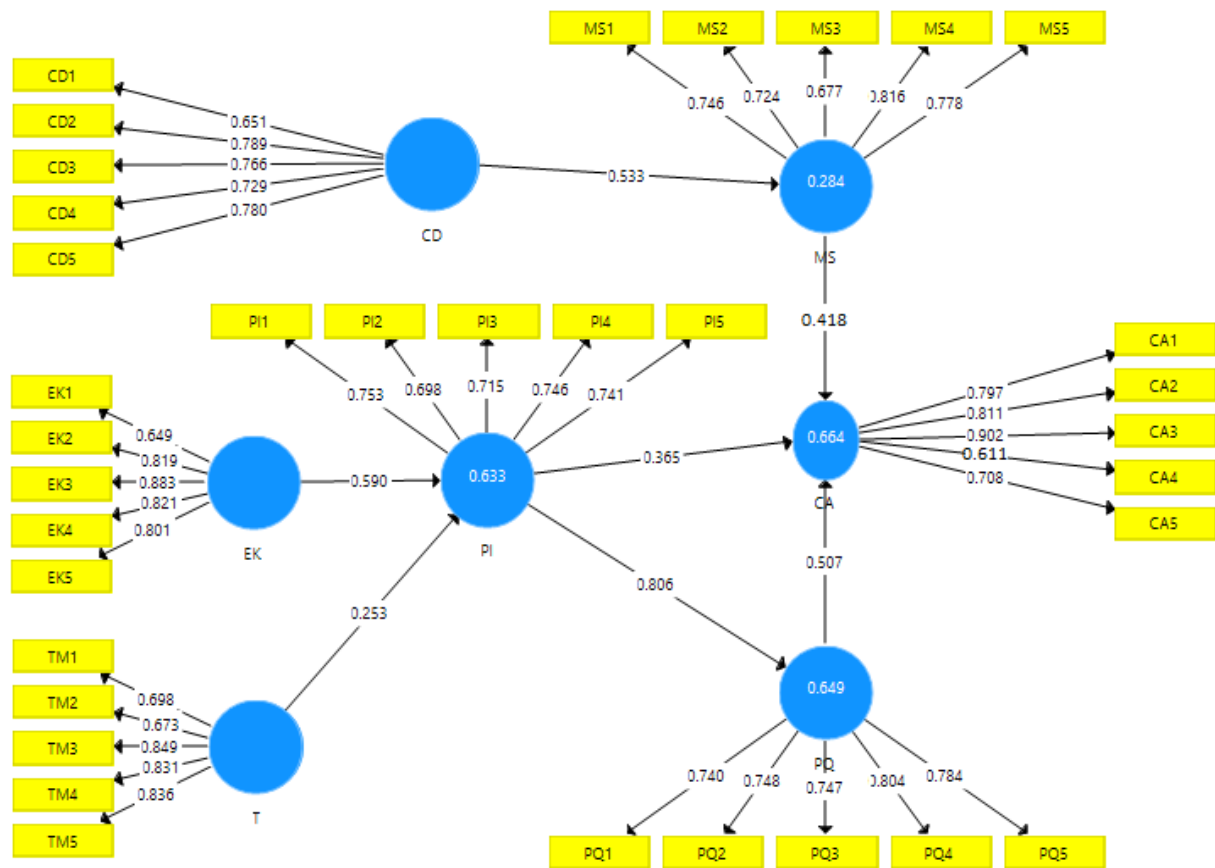 MS1 MS2 MS3 MS4 MS5
0.746 0.724 0.677 0.816 0.778
CD1
CD2
CD3
CD4
CD5
0.651
0.789
0.766
0.729
0.780
CD
0.533
0.284
MS
0.418
PI1 PI2 PI3 PI4 PI5
0.753 0.698 0.715 0.746 0.741
EK1
EK2
EK3
EK4
EK5
0.649
0.819
0.883
0.821
0.801
EK
0.590
0.633
PI
0.365
0.664
CA
0.797
0.811
0.902
0.611
0.708
CA1
CA2
CA3
CA4
CA5
0.253
0.806
0.507
TM1
TM2
TM3
TM4
TM5
0.698
0.673
0.849
0.831
0.836
T
0.649
PQ
0.740 0.748 0.747 0.804 0.784
PQ1 PQ2 PQ3 PQ4 PQ5